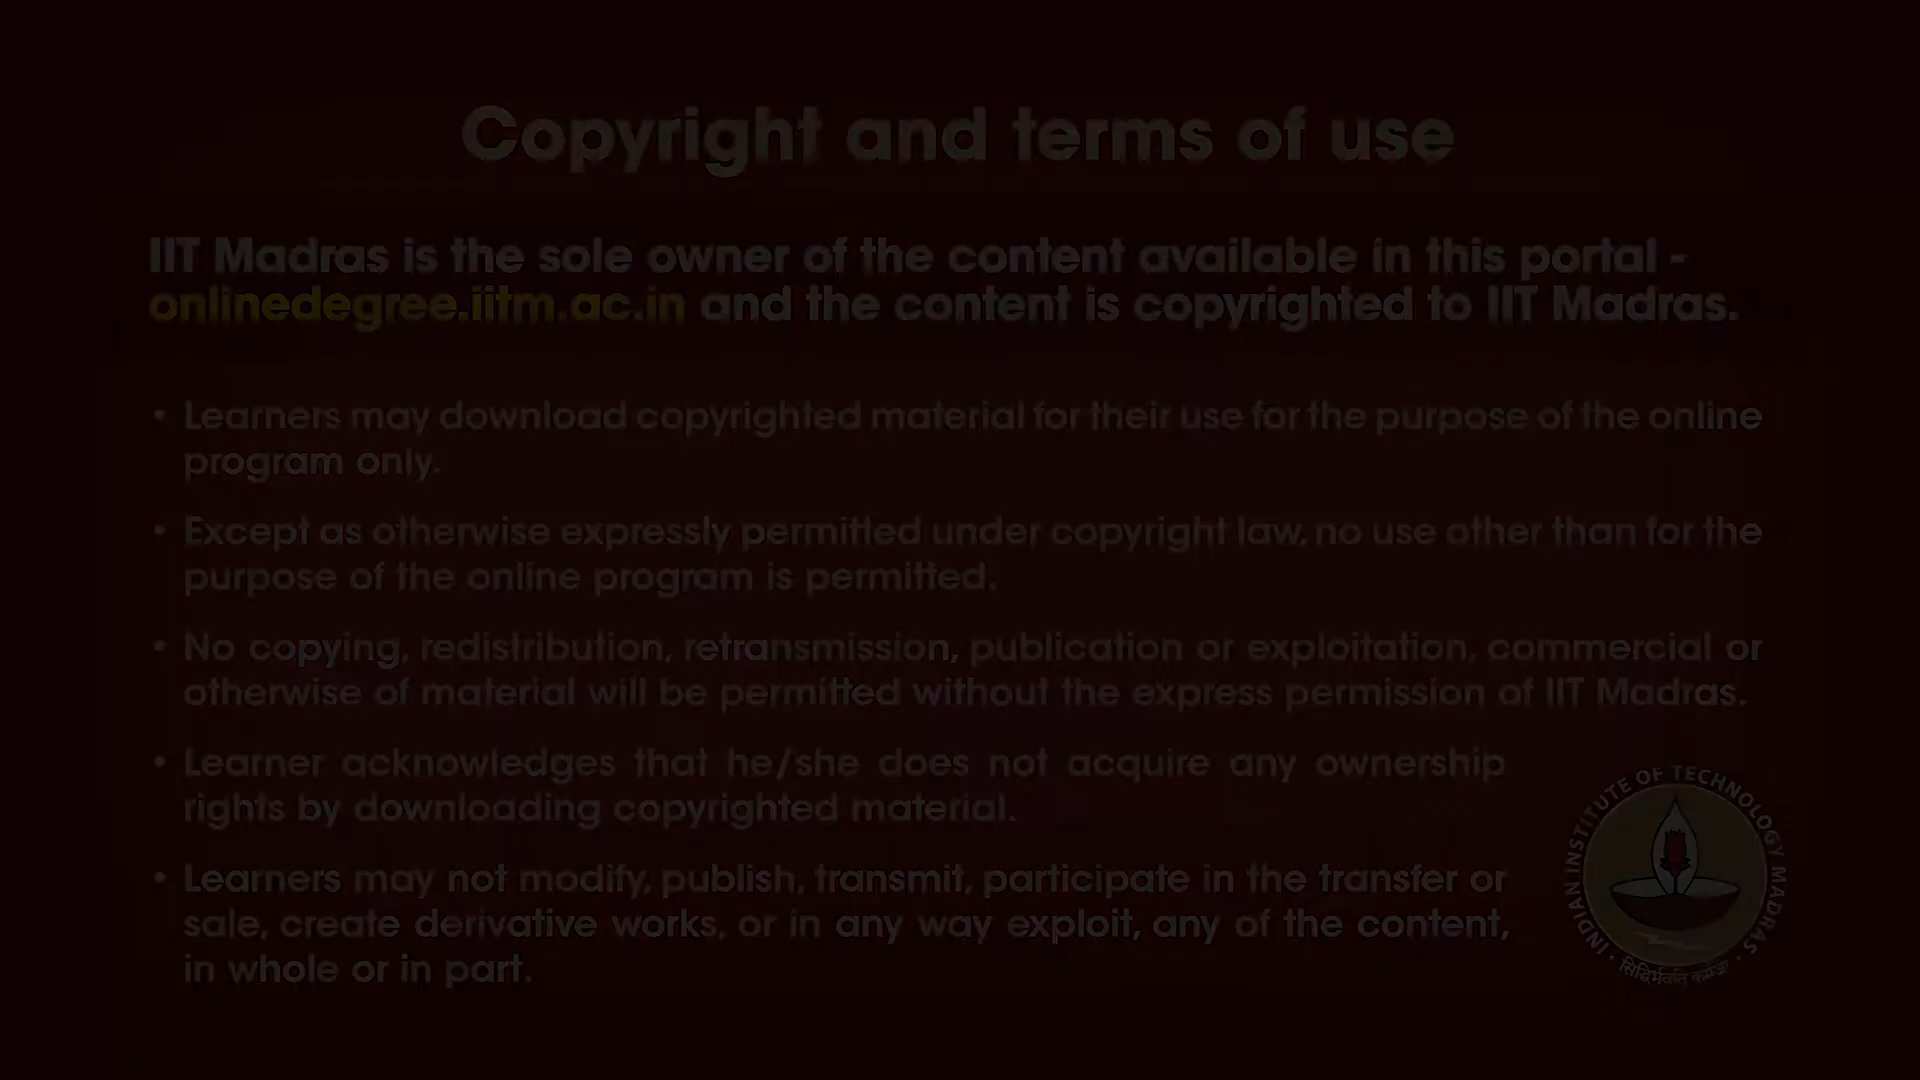 Copyright and terms of use
IIT Madras is the sole owner of the content available in this portal -
onlinedegree.iitm.ac.in and the content is copyrighted to IIT Madras.
• Learners may download copyrighted material for their use for the purpose of the online
program only.
• Except as otherwise expressly permitted under copyright law, no use other than for the
purpose of the online program is permitted.
• No copying, redistribution, retransmission, publication or exploitation, commercial or
otherwise of material will be permitted without the express permission of IIT Madras.
• Learner acknowledges that he/she does not acquire any ownership
rights by downloading copyrighted material.
• Learners may not modify, publish, transmit, participate in the transfer or
sale, create derivative works, or in any way exploit, any of the content,
in whole or in part.
INDIAN INSTITUTE OF TECHNOLOGY MADRAS
सिद्धिर्भवति कर्मजा